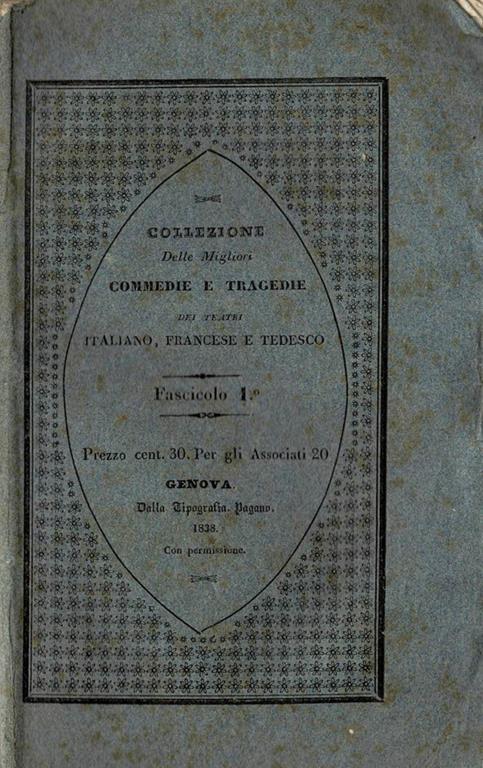 COLLEZIONE
Delle Migliori
COMMEDIE E TRAGEDIE
DEI TEATRI
ITALIANO, FRANCESE E TEDESCO
Fascicolo 1.º
Prezzo cent. 30. Per gli Associati 20
GENOVA.
Dalla Tipografia. Pagano.
1838.
Con permissione.